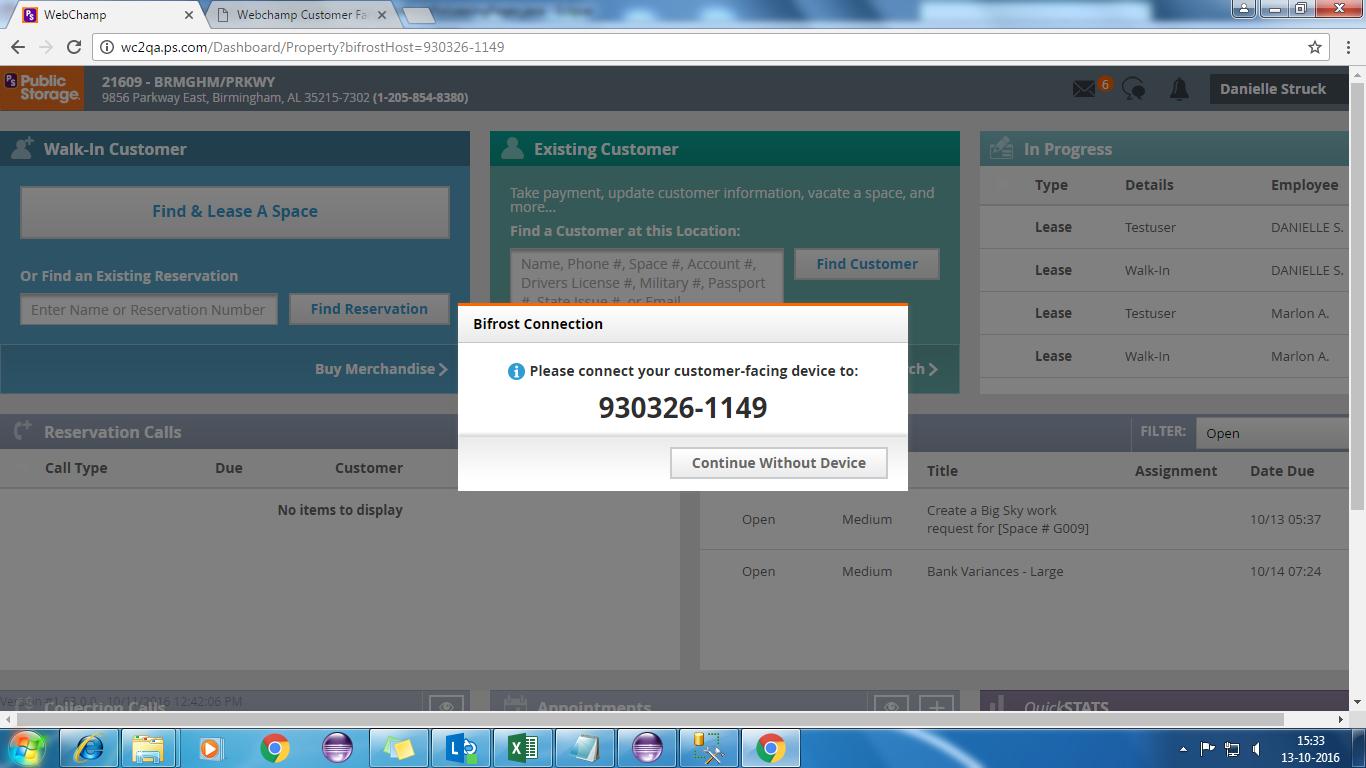 WebChamp
Webchamp Customer Fa
wc2qa.ps.com/Dashboard/Property?bifrostHost=930326-1149
PS Public Storage.
21609 - BRMGHM/PRKWY
9856 Parkway East, Birmingham, AL 35215-7302 (1-205-854-8380)
6
Danielle Struck
Walk-In Customer
Find & Lease A Space
Or Find an Existing Reservation
Enter Name or Reservation Number
Find Reservation
Buy Merchandise
Existing Customer
Take payment, update customer information, vacate a space, and
more...
Find a Customer at this Location:
Name, Phone #, Space #, Account #,
Drivers License #, Military #, Passport
#, State Issue #, or Email
Find Customer
In Progress
Type Details Employee
Lease Testuser DANIELLE S.
Lease Walk-In DANIELLE S.
Lease Testuser Marlon A.
Lease Walk-In Marlon A.
Bifrost Connection
Please connect your customer-facing device to:
930326-1149
Continue Without Device
Reservation Calls
Call Type Due Customer
No items to display
FILTER: Open
Title Assignment Date Due
Open Medium Create a Big Sky work
request for [Space # G009] 10/13 05:37
Open Medium Bank Variances - Large 10/14 07:24
Version #1.63.0.0 - 10/11/2016 12:42:06 PM
Collection Calls
Appointments
QuickSTATS
15:33
13-10-2016